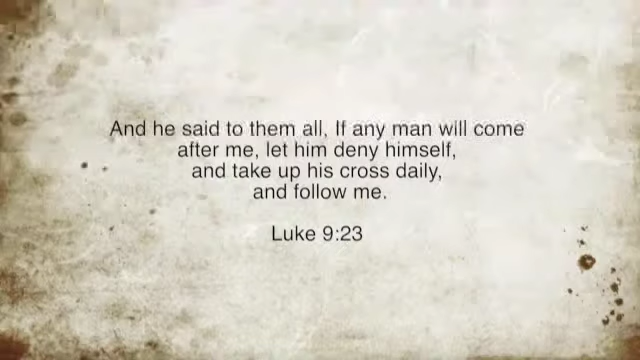 And he said to them all, If any man will come
after me, let him deny himself,
and take up his cross daily,
and follow me.
Luke 9:23